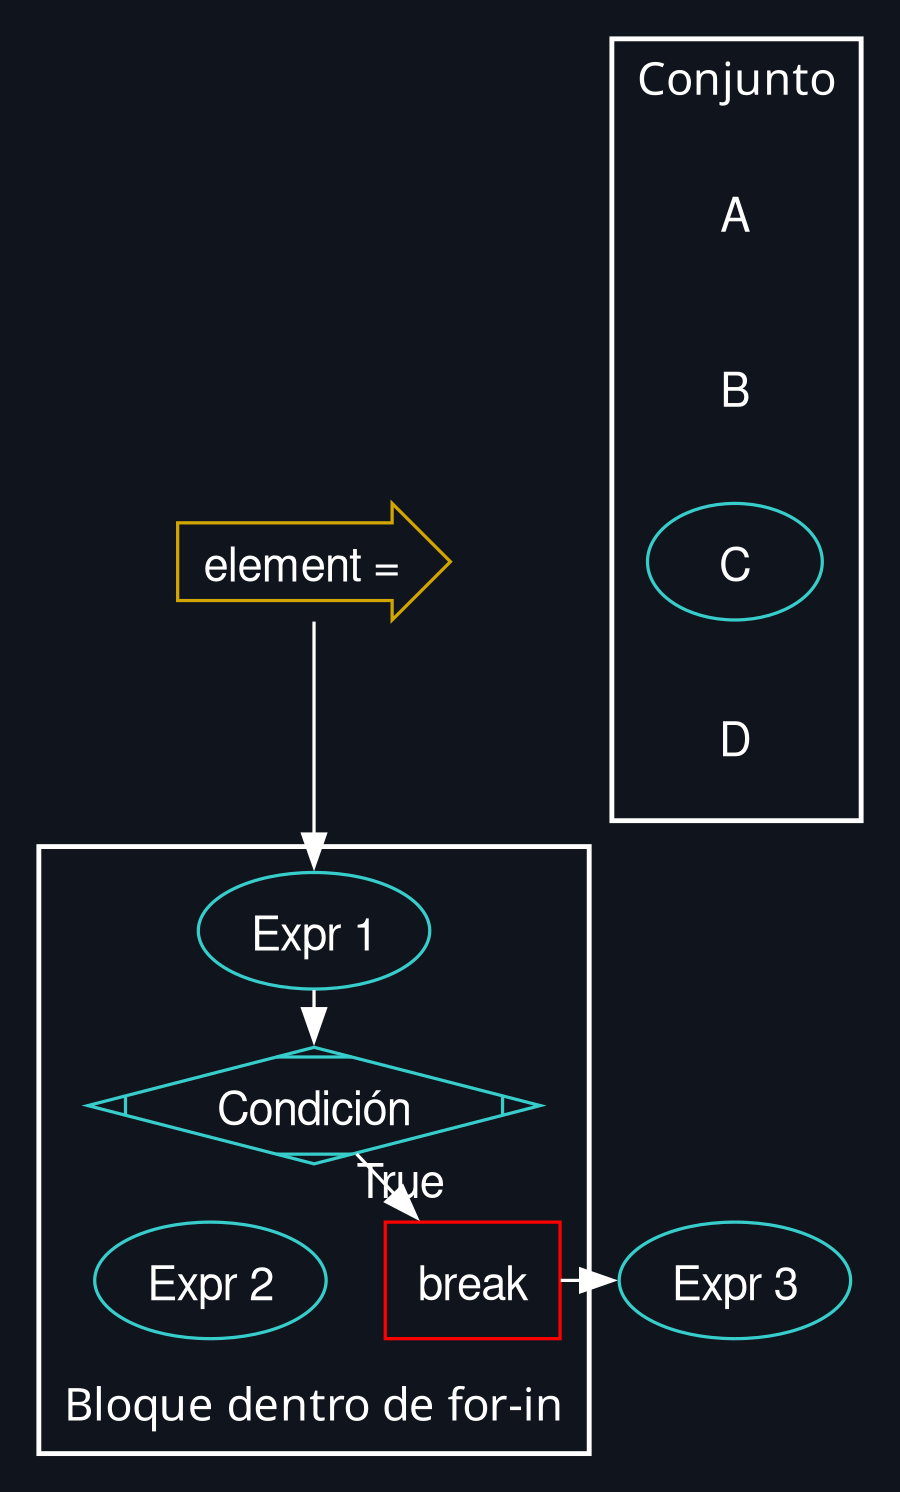 Conjunto
A
B
element =
C
D
Expr 1
Condición
True
Expr 2
break
Expr 3
Bloque dentro de for-in